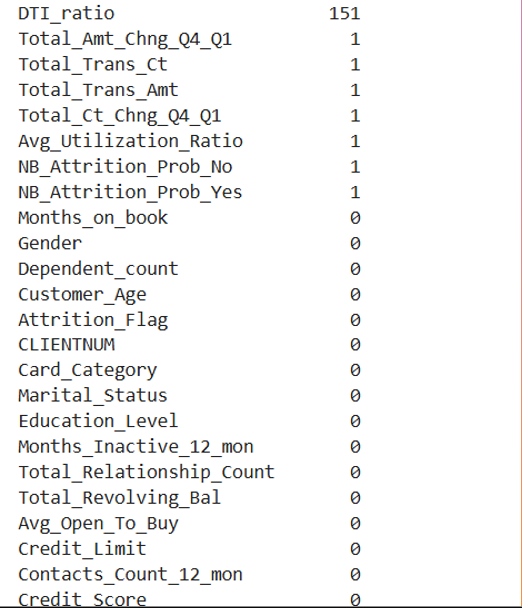 DTI_ratio 151
Total_Amt_Chng_Q4_Q1 1
Total_Trans_Ct 1
Total_Trans_Amt 1
Total_Ct_Chng_Q4_Q1 1
Avg_Utilization_Ratio 1
NB_Attrition_Prob_No 1
NB_Attrition_Prob_Yes 1
Months_on_book 0
Gender 0
Dependent_count 0
Customer_Age 0
Attrition_Flag 0
CLIENTNUM 0
Card_Category 0
Marital_Status 0
Education_Level 0
Months_Inactive_12_mon 0
Total_Relationship_Count 0
Total_Revolving_Bal 0
Avg_Open_To_Buy 0
Credit_Limit 0
Contacts_Count_12_mon 0
Credit_Score 0